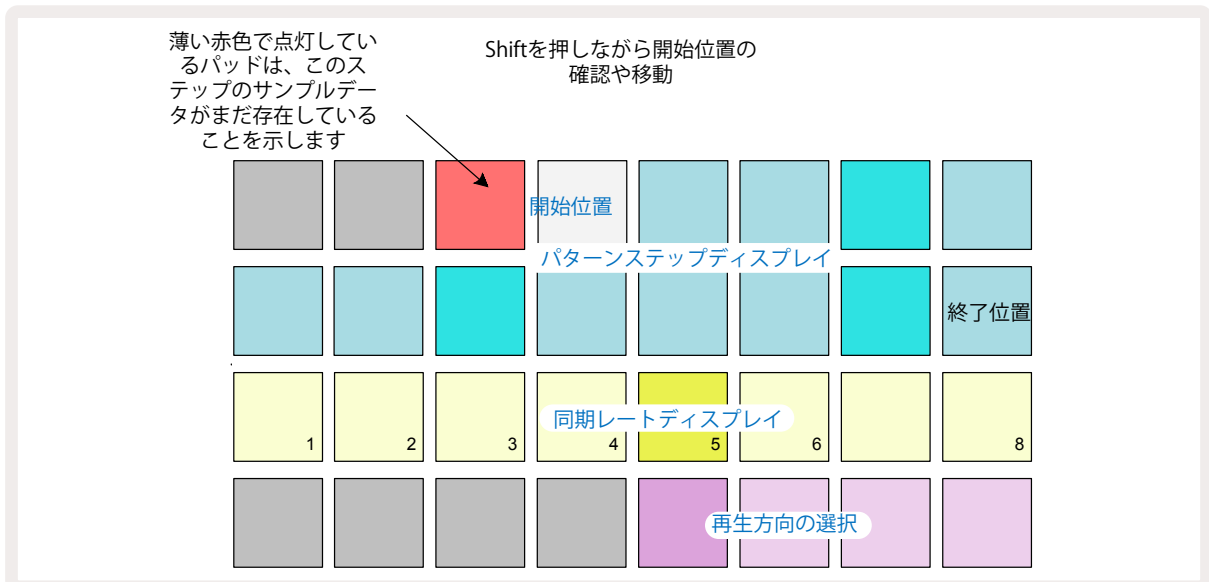 薄い赤色で点灯してい
るパッドは、このス
テップのサンプルデー
タがまだ存在している
ことを示します
Shiftを押しながら開始位置の
確認や移動
開始位置
パターンステップディスプレイ
終了位置
同期レートディスプレイ
1
2
3
4
5
6
8
再生方向の選択